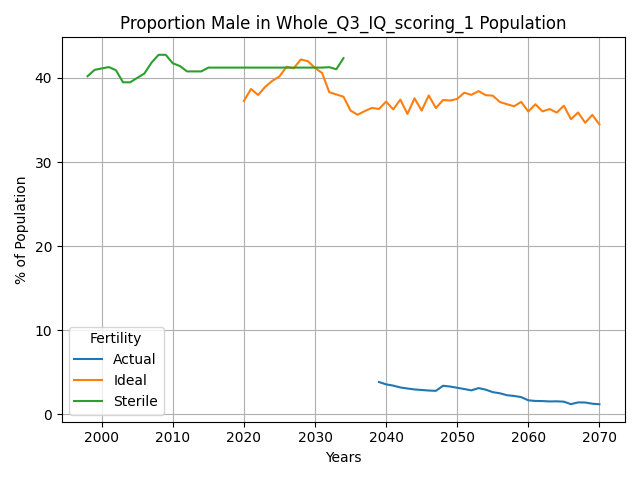 Proportion Male in Whole_Q3_IQ_scoring_1 Population
% of Population
40
30
20
10
0
Fertility
Actual
Ideal
Sterile
2000 2010 2020 2030 2040 2050 2060 2070
Years